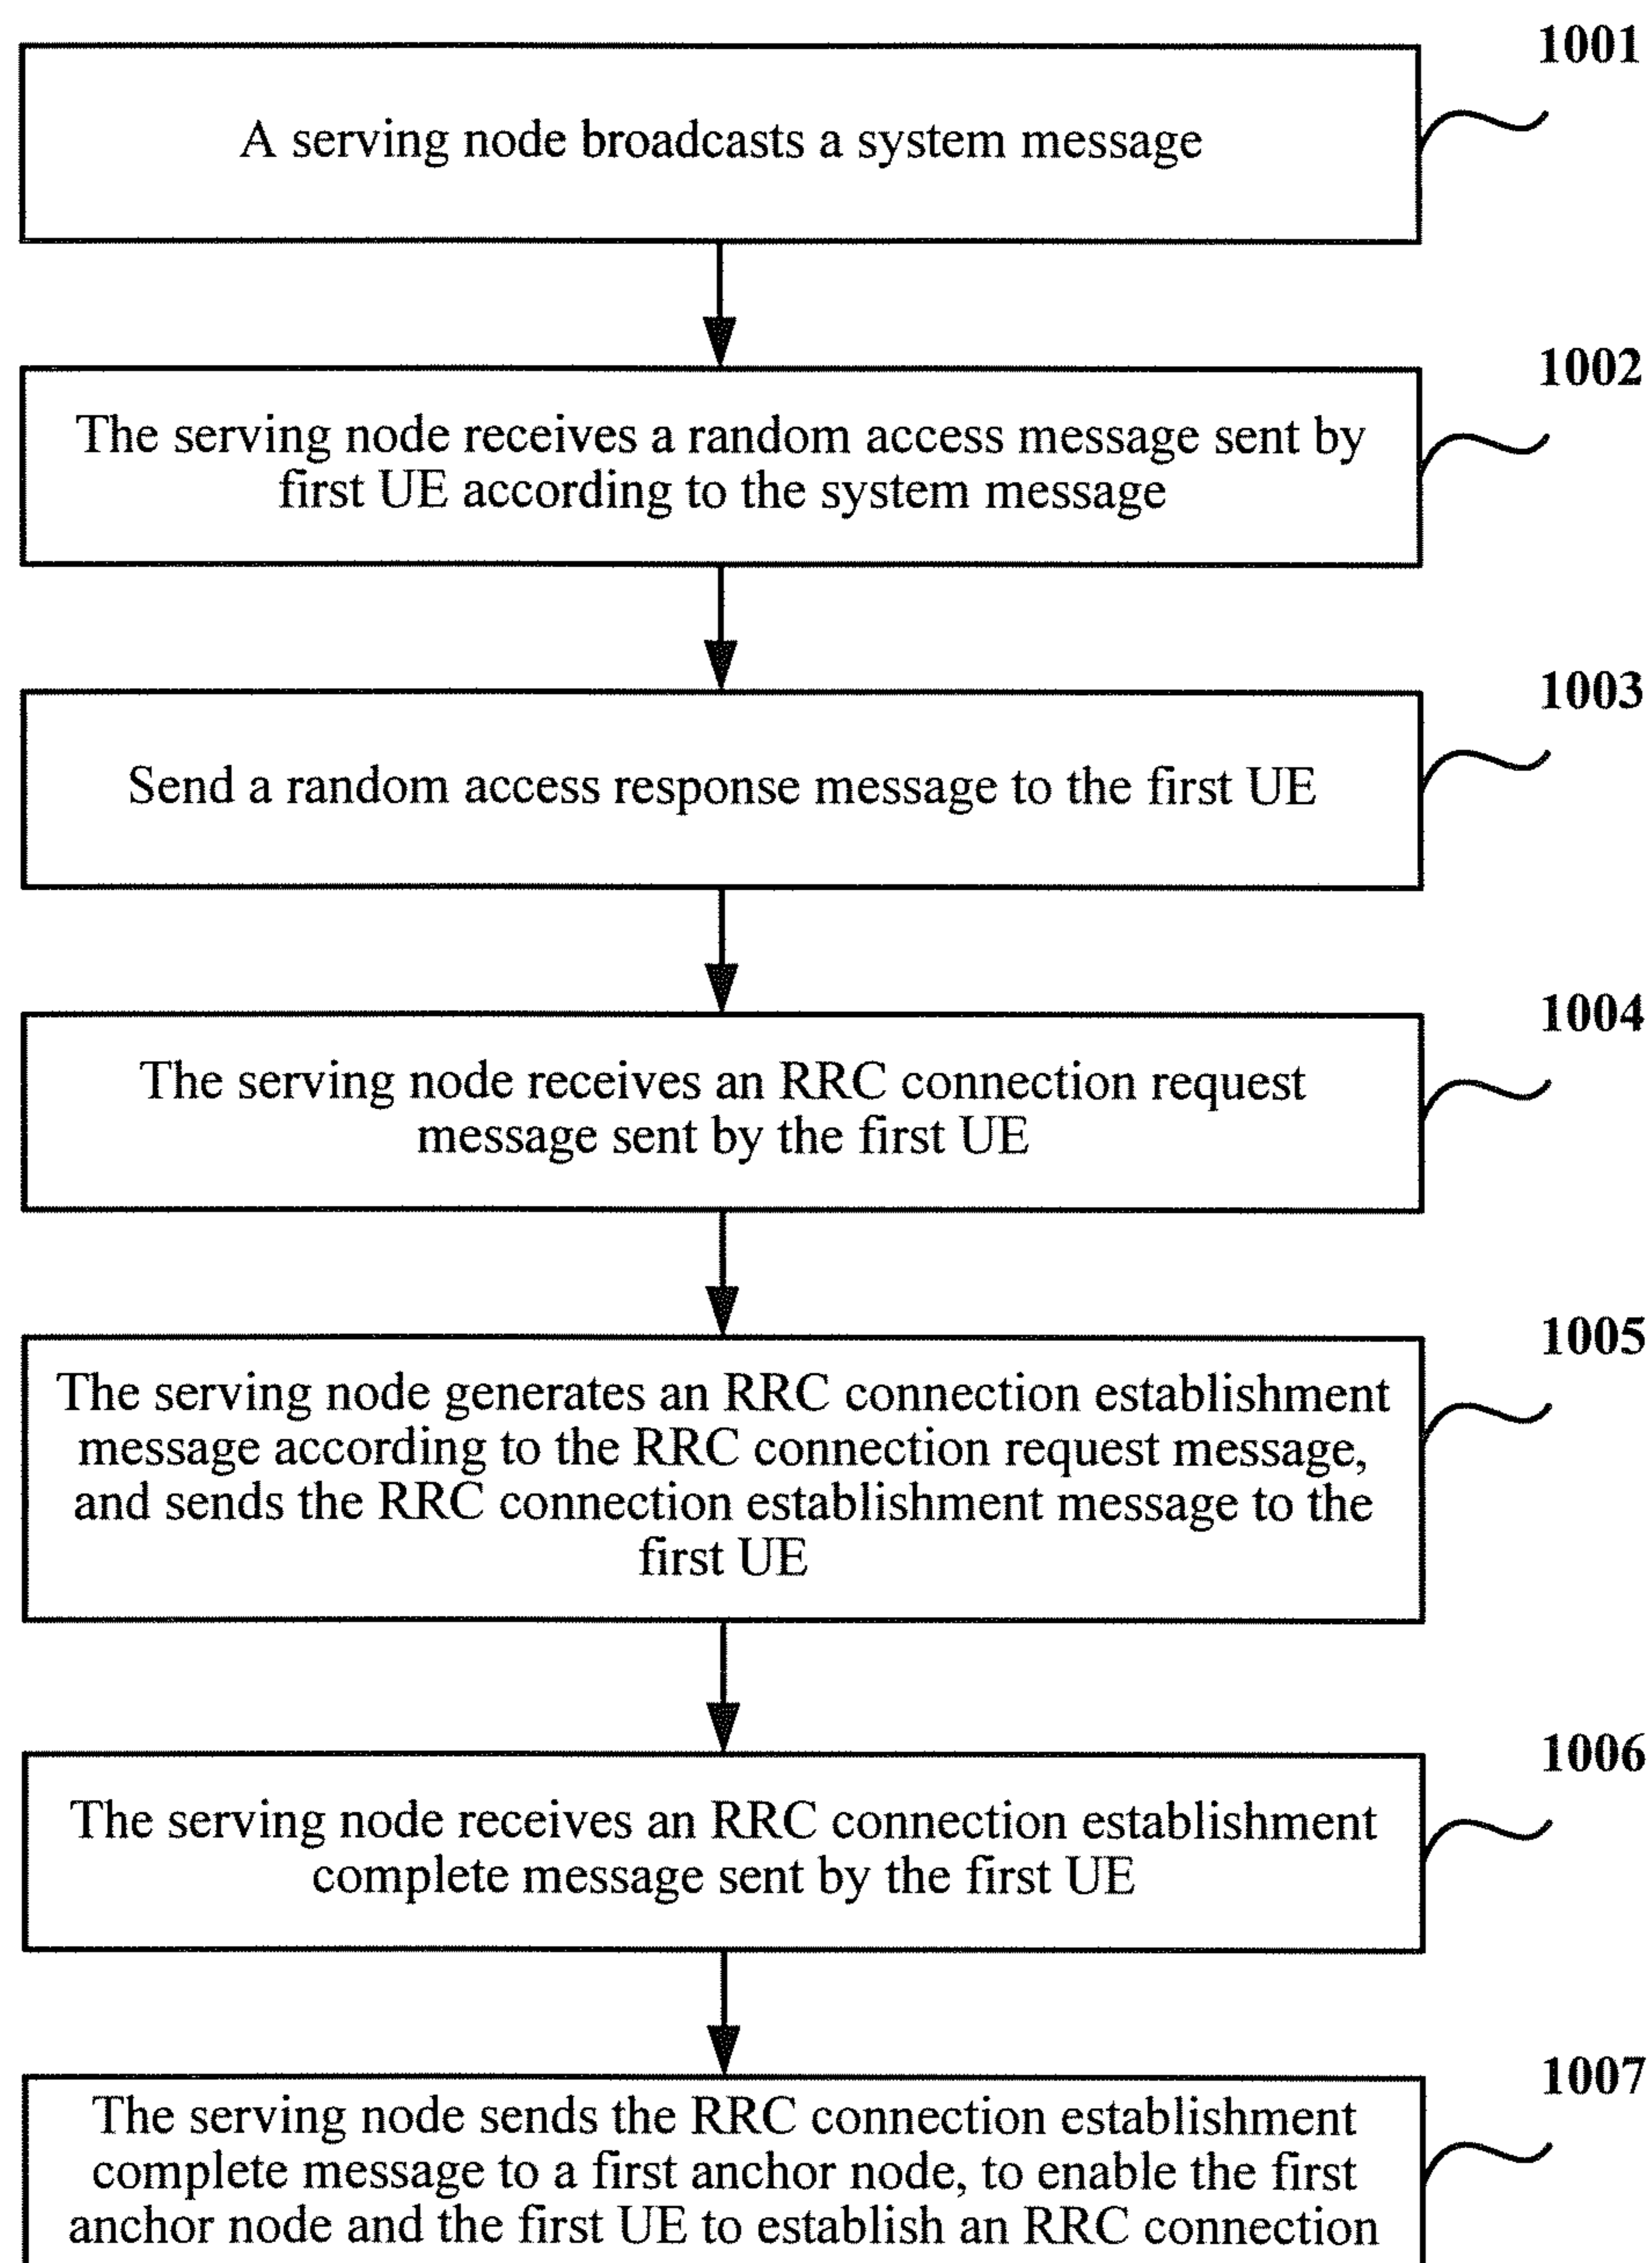 1001
A serving node broadcasts a system message
1002
The serving node receives a random access message sent by
first UE according to the system message
1003
Send a random access response message to the first UE
1004
The serving node receives an RRC connection request
message sent by the first UE
1005
The serving node generates an RRC connection establishment
message according to the RRC connection request message,
and sends the RRC connection establishment message to the
first UE
1006
The serving node receives an RRC connection establishment
complete message sent by the first UE
1007
The serving node sends the RRC connection establishment
complete message to a first anchor node, to enable the first
anchor node and the first UE to establish an RRC connection